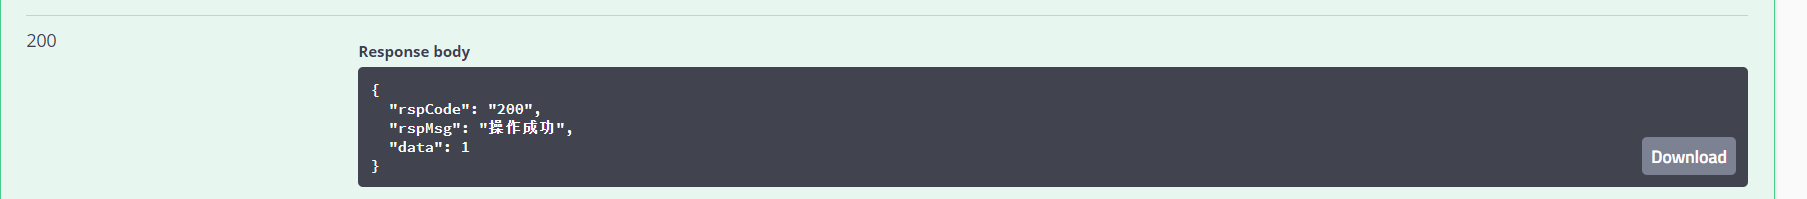 200
Response body
{
"rspCode": "200",
"rspMsg": "操作成功",
"data": 1
}
Download